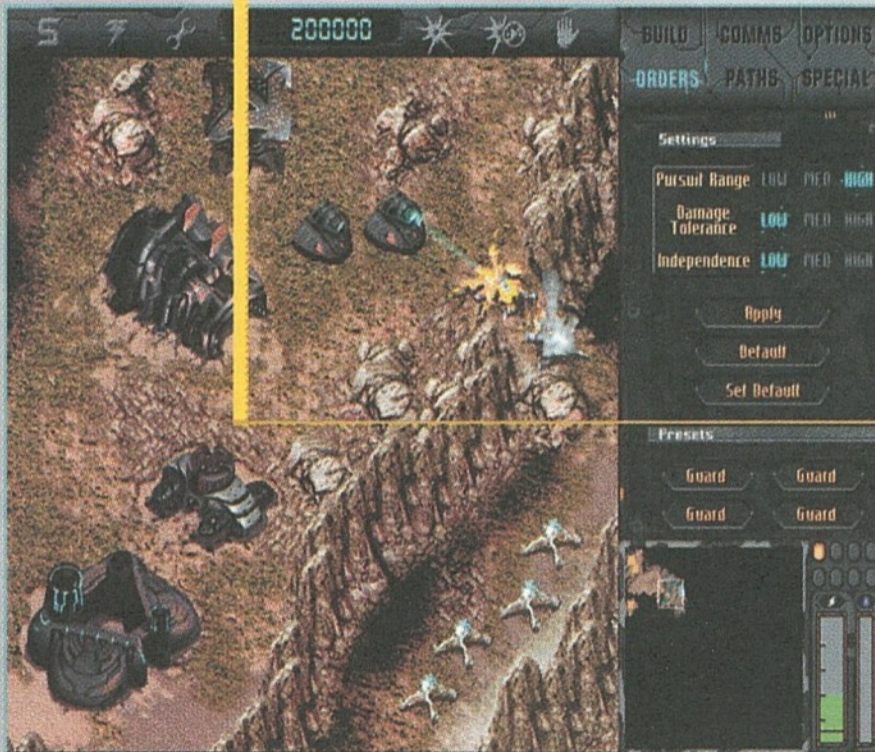 200000
BUILD COMMS OPTIONS
ORDERS PATHS SPECIAL
Settings
Pursuit Range LOW MED HIGH
Damage Tolerance LOW MED HIGH
Independence LOW MED HIGH
Apply
Default
Set Default
Presets
Guard Guard
Guard Guard